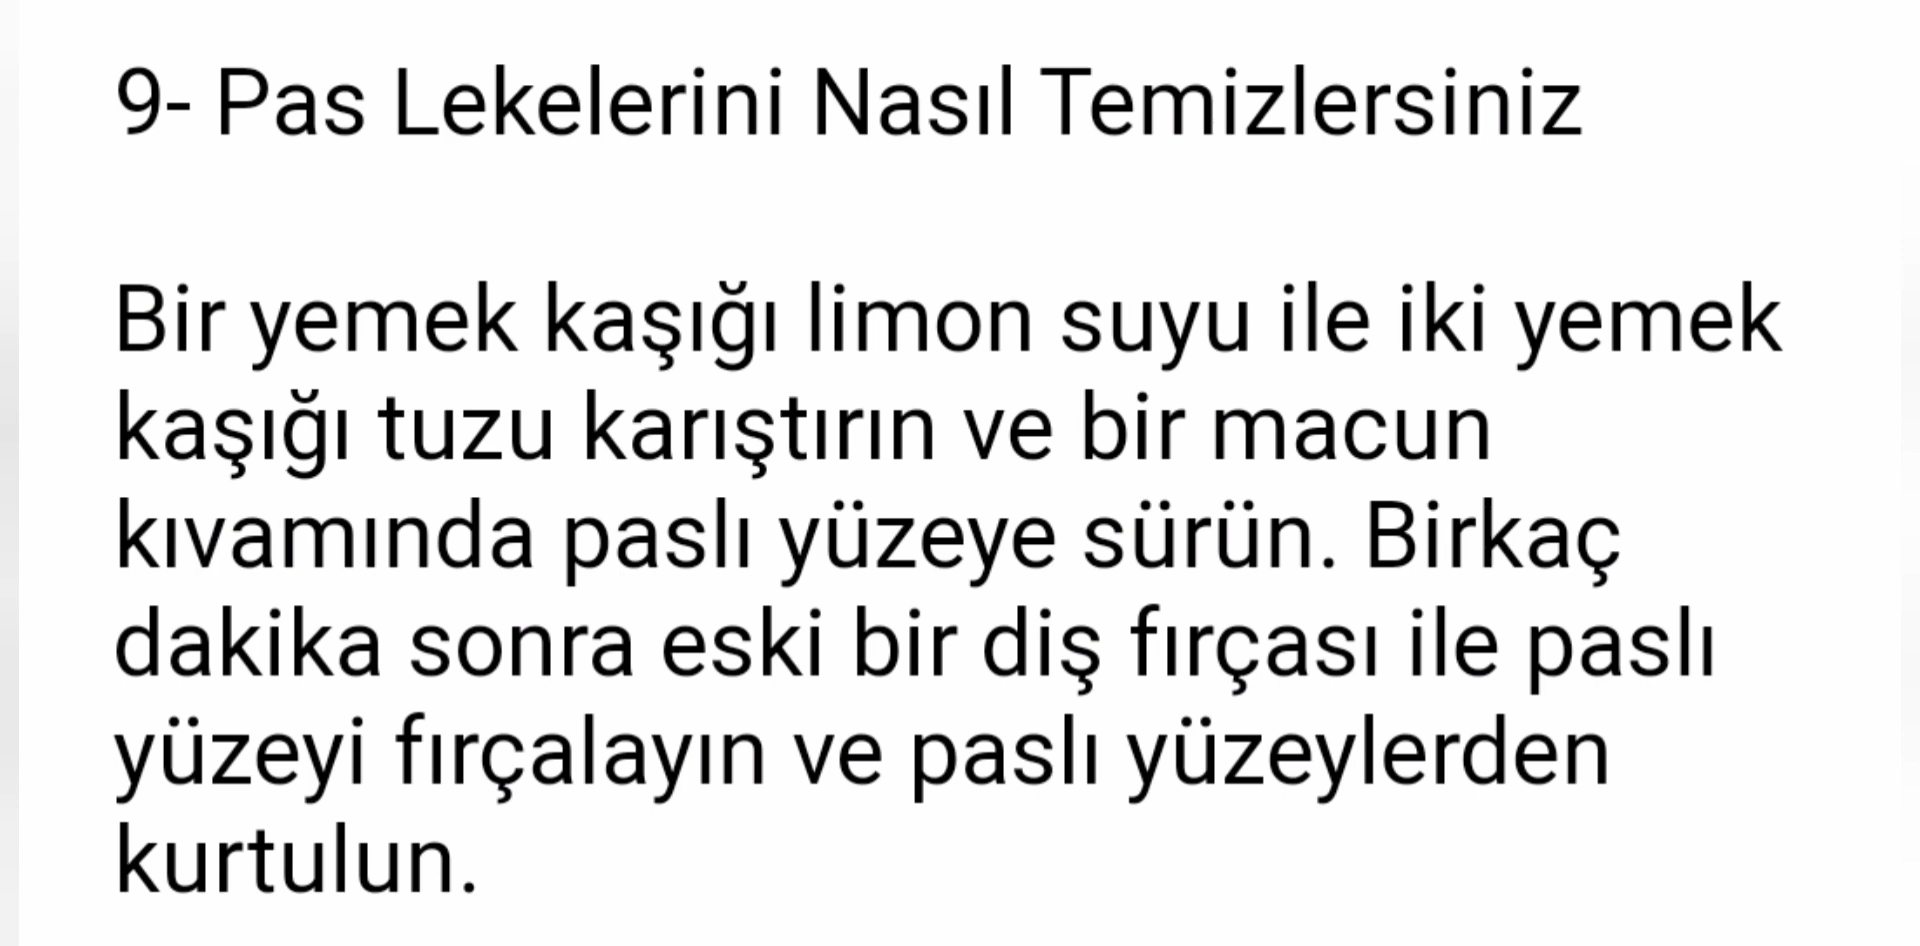 9- Pas Lekelerini Nasıl Temizlersiniz
Bir yemek kaşığı limon suyu ile iki yemek
kaşığı tuzu karıştırın ve bir macun
kıvamında paslı yüzeye sürün. Birkaç
dakika sonra eski bir diş fırçası ile paslı
yüzeyi fırçalayın ve paslı yüzeylerden
kurtulun.